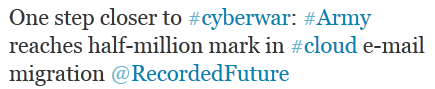 One step closer to #cyberwar: #Army
reaches half-million mark in #cloud e-mail
migration @RecordedFuture